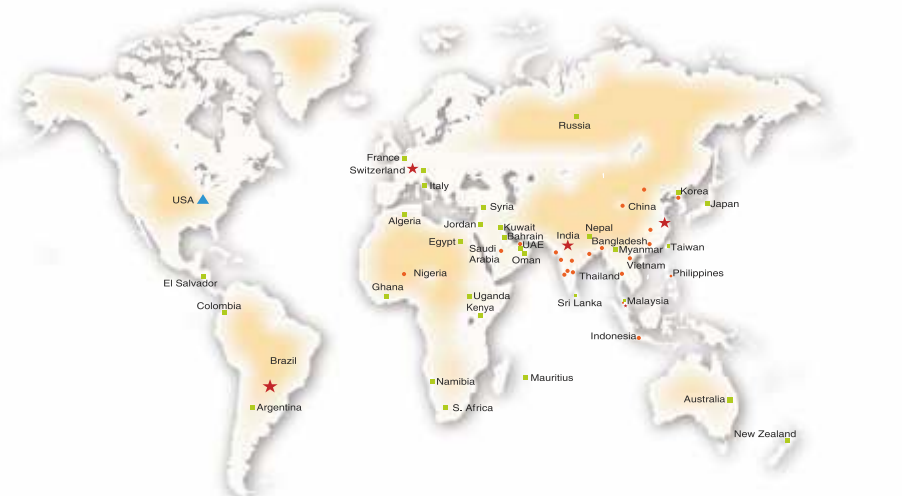 Russia
France
Switzerland
Italy
USA
Syria
Korea
China
Japan
Algeria
Jordan
Kuwait
Nepal
Egypt
Bahrain
India
Bangladesh
Saudi
Arabia
UAE
Oman
Myanmar
Taiwan
Vietnam
Nigeria
Thailand
Philippines
El Salvador
Ghana
Uganda
Sri Lanka
Malaysia
Colombia
Kenya
Indonesia
Brazil
Namibia
Mauritius
Argentina
S. Africa
Australia
New Zealand